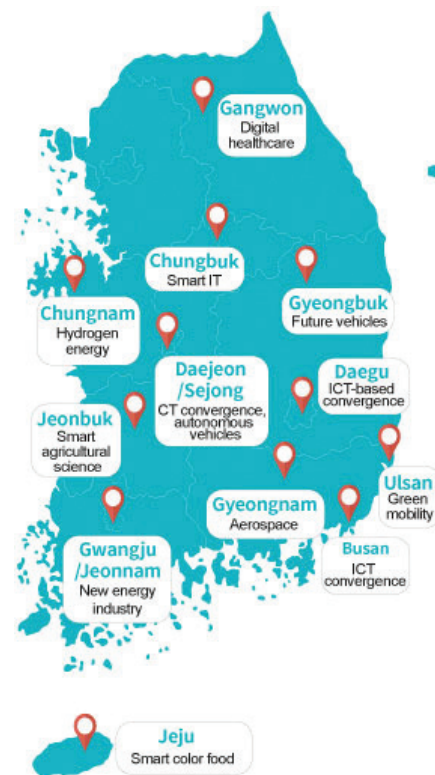 Gangwon
Digital
healthcare
Chungbuk
Smart IT
Gyeongbuk
Future vehicles
Chungnam
Hydrogen
energy
Daejeon
/Sejong
CT convergence,
autonomous
vehicles
Daegu
ICT-based
convergence
Jeonbuk
Smart
agricultural
science
Ulsan
Green
mobility
Gyeongnam
Aerospace
Busan
ICT
convergence
Gwangju
/Jeonnam
New energy
industry
Jeju
Smart color food